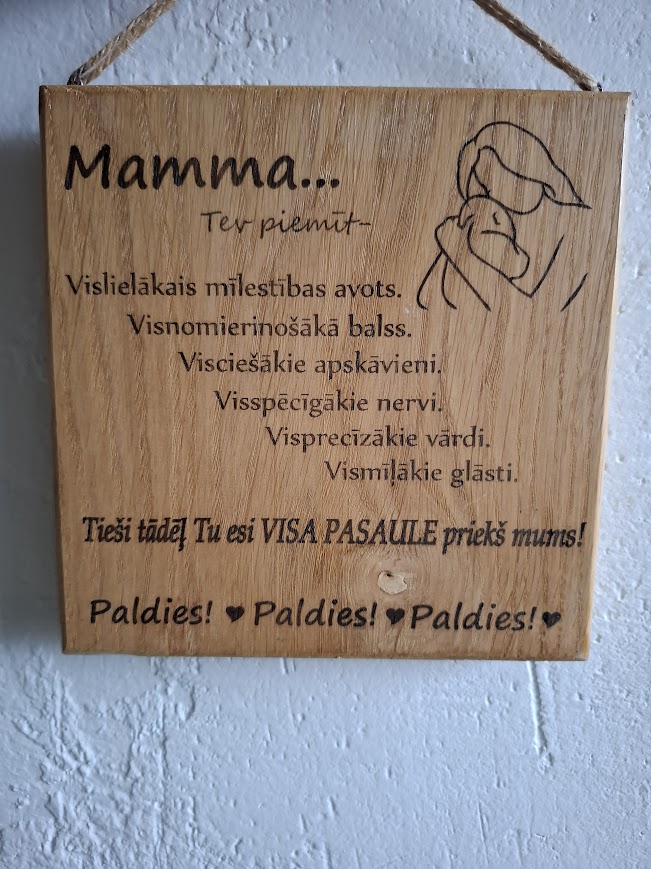 Mamma...
Tev piemīt-
Vislielākais mīlestības avots.
Visnomierinošākā balss.
Visciešākie apskāvieni.
Visspēcīgākie nervi.
Visprecīzākie vārdi.
Vismīļākie glāsti.
Tieši tādēļ Tu esi VISA PASAULE priekš mums!
Paldies! ♥ Paldies! ♥ Paldies! ♥